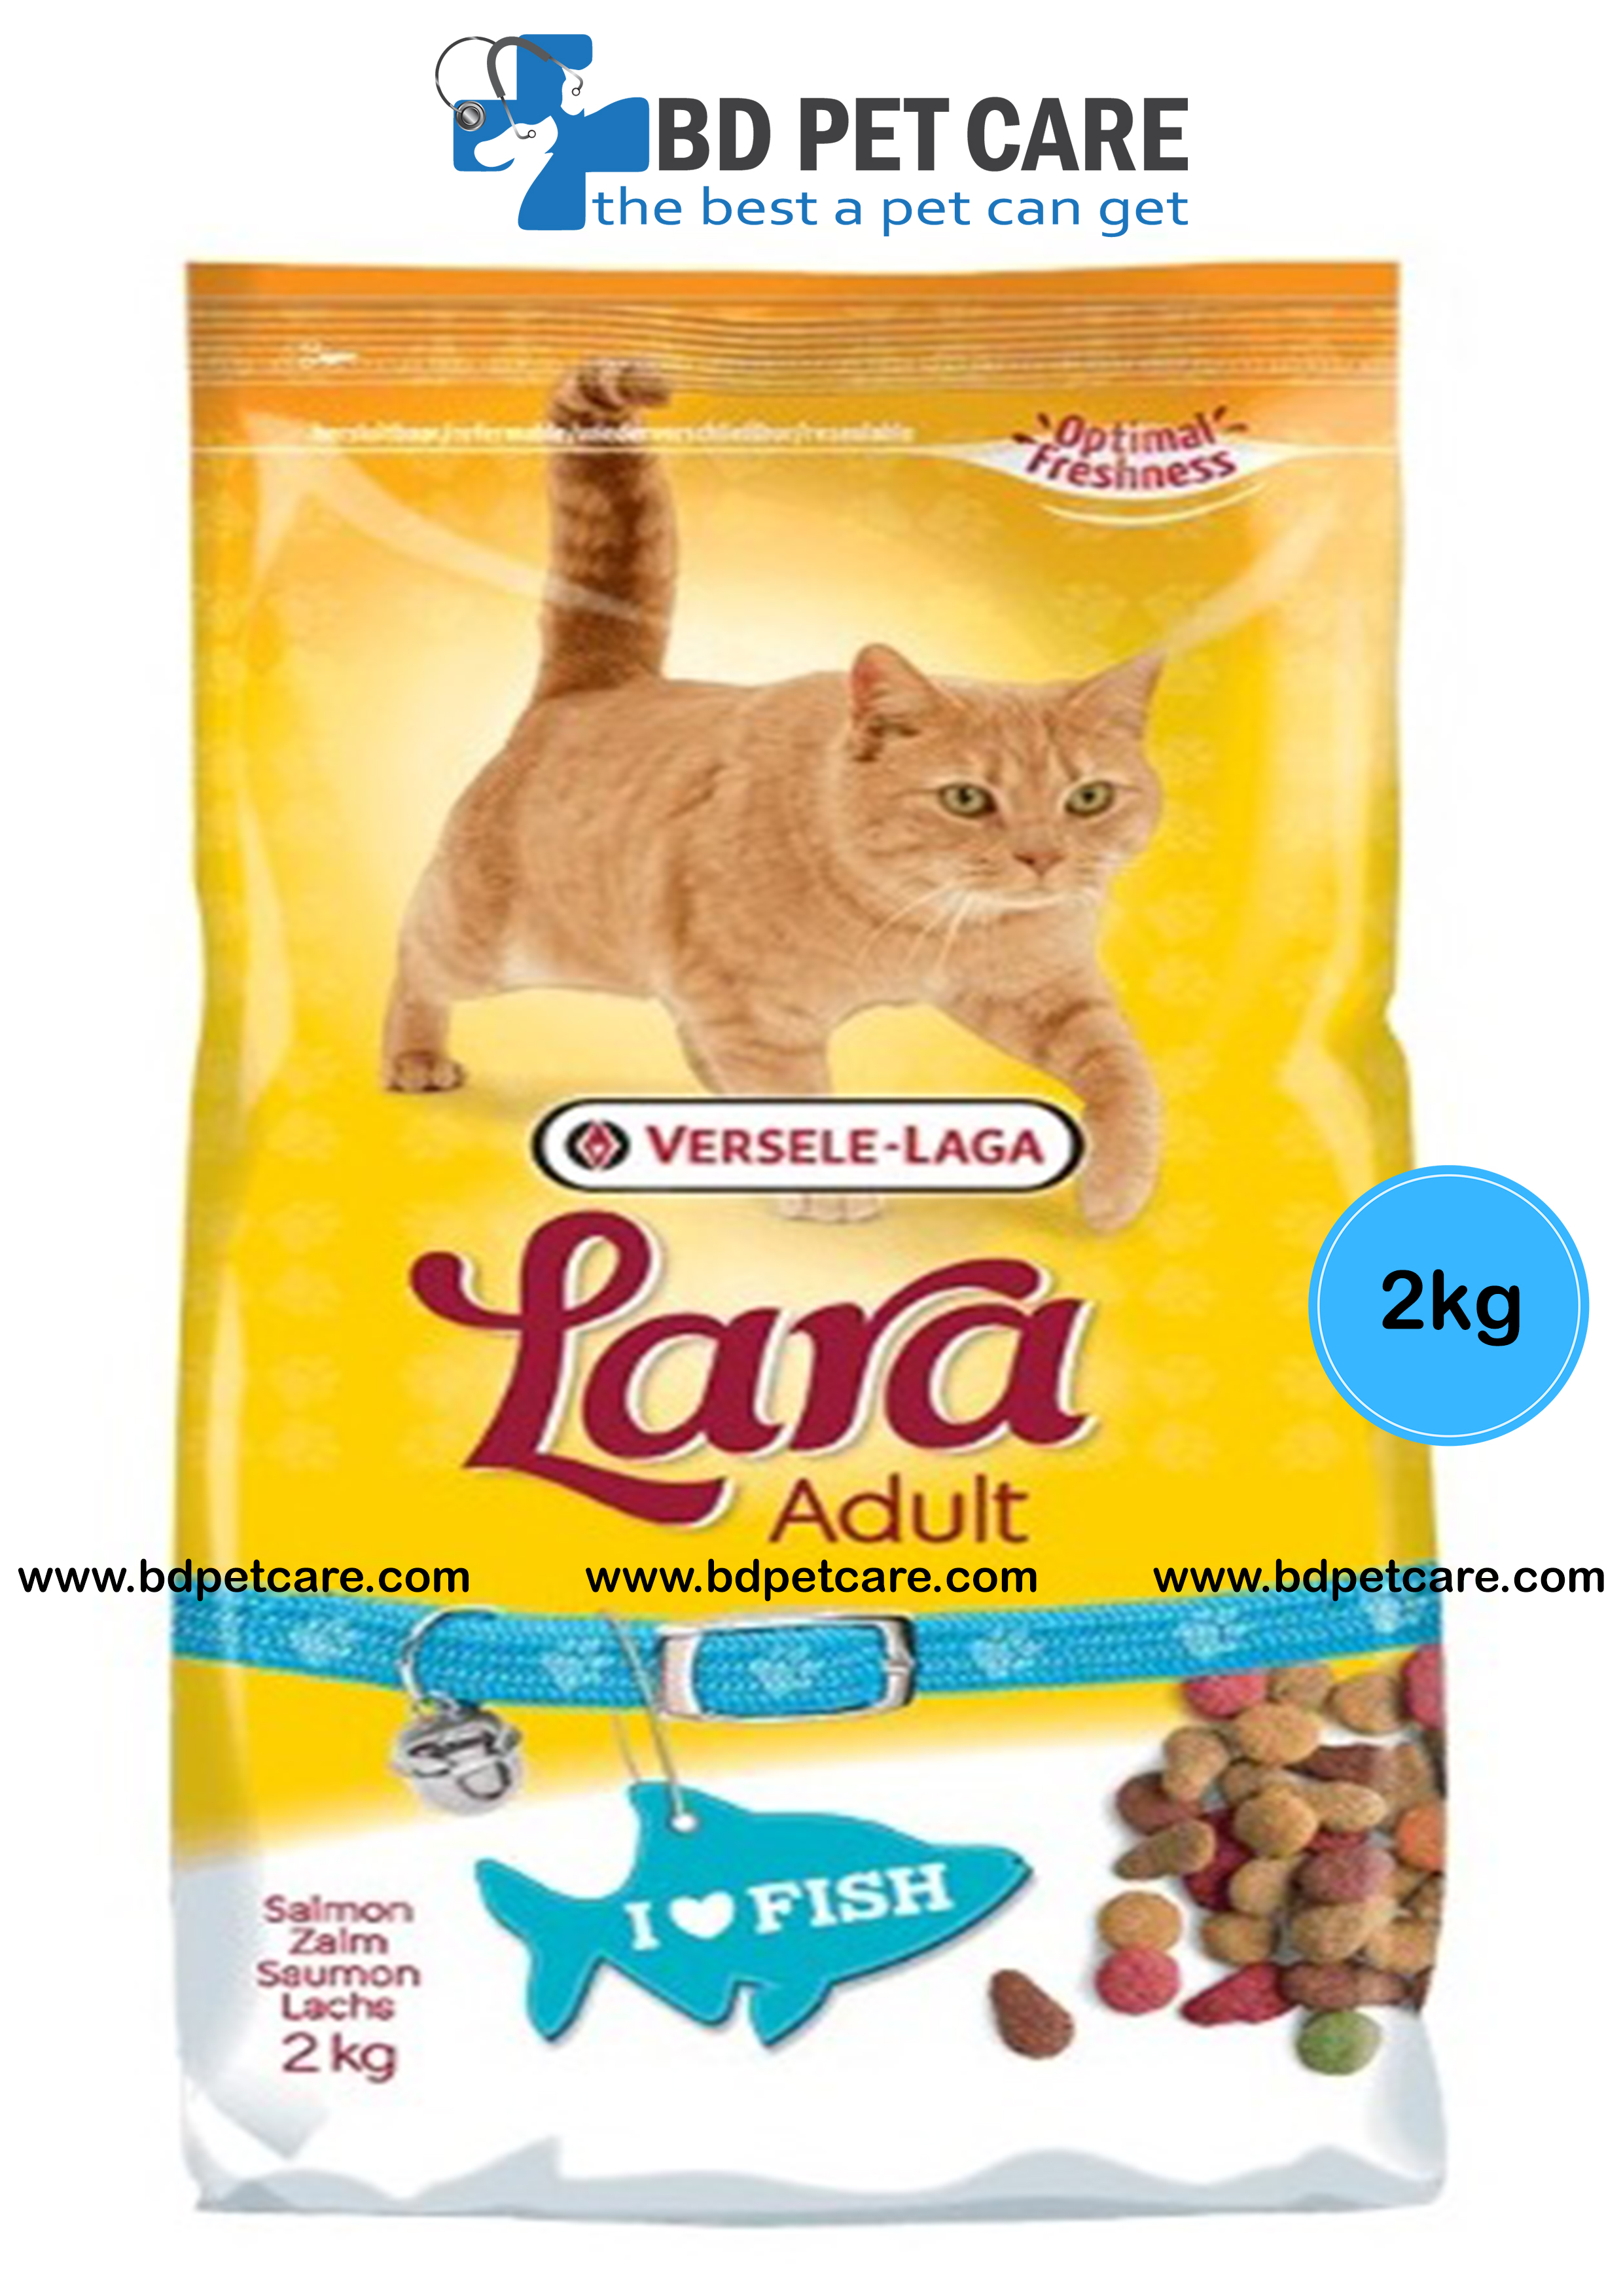 BD PET CARE
the best a pet can get
Optimal
Freshness
VERSELE-LAGA
Lara
Adult
2kg
www.bdpetcare.com www.bdpetcare.com www.bdpetcare.com
I ♥ FISH
Salmon
Zalm
Saumon
Lachs
2 kg